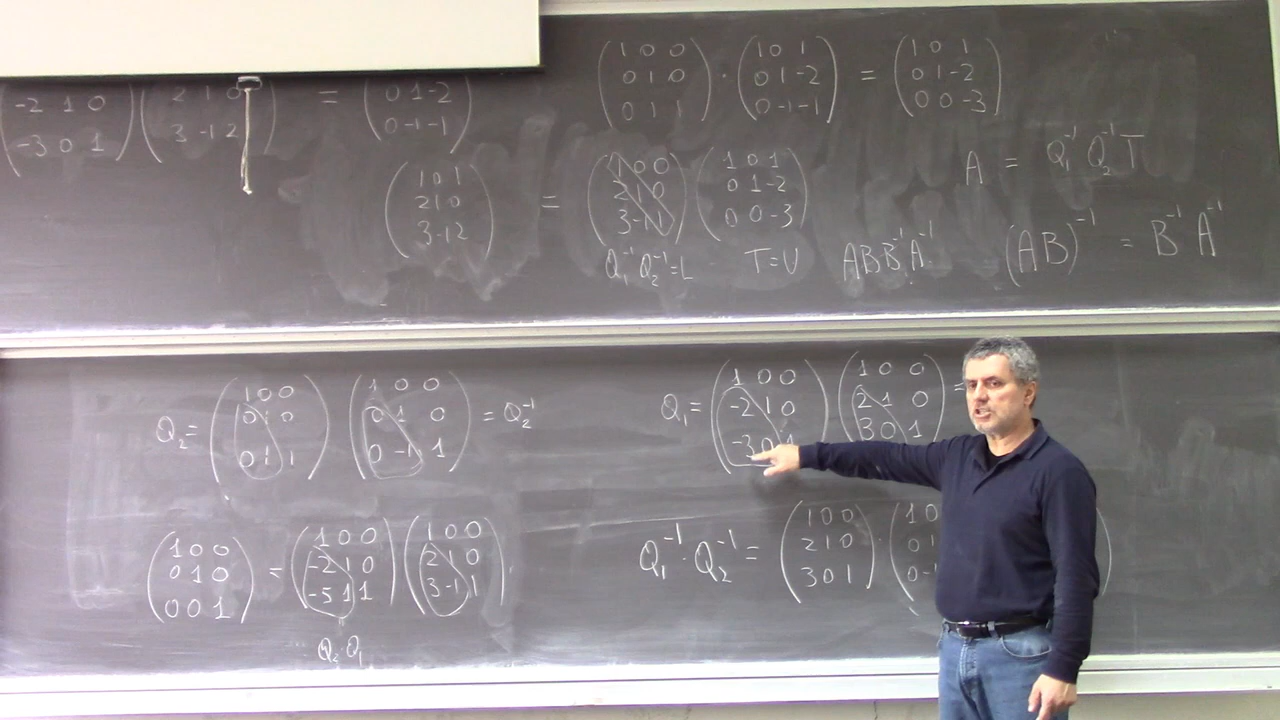 -2 1 0
-3 0 1
2 1 0
3 -1 2
=
0 1 -2
0 -1 -1
1 0 0
0 1 0
0 1 1
·
1 0 1
0 1 -2
0 -1 -1
=
1 0 1
0 1 -2
0 0 -3
1 0 1
2 1 0
3 -1 2
=
1 0 0
2 1 0
3 -1 1
1 0 1
0 1 -2
0 0 -3
A = Q₁⁻¹ Q₂⁻¹ T
Q₁⁻¹ Q₂⁻¹ = L
T = U
A B B⁻¹ A⁻¹
(AB)⁻¹ = B⁻¹ A⁻¹
Q₂ =
1 0 0
0 1 0
0 1 1
1 0 0
0 1 0
0 -1 1
= Q₂⁻¹
Q₁ =
1 0 0
-2 1 0
-3 0 1
1 0 0
2 1 0
3 0 1
=
1 0 0
0 1 0
0 0 1
=
1 0 0
-2 1 0
-5 1 1
1 0 0
2 1 0
3 -1 1
Q₂ · Q₁
Q₁⁻¹ · Q₂⁻¹ =
1 0 0
2 1 0
3 0 1
·
1 0
0 1
0 -